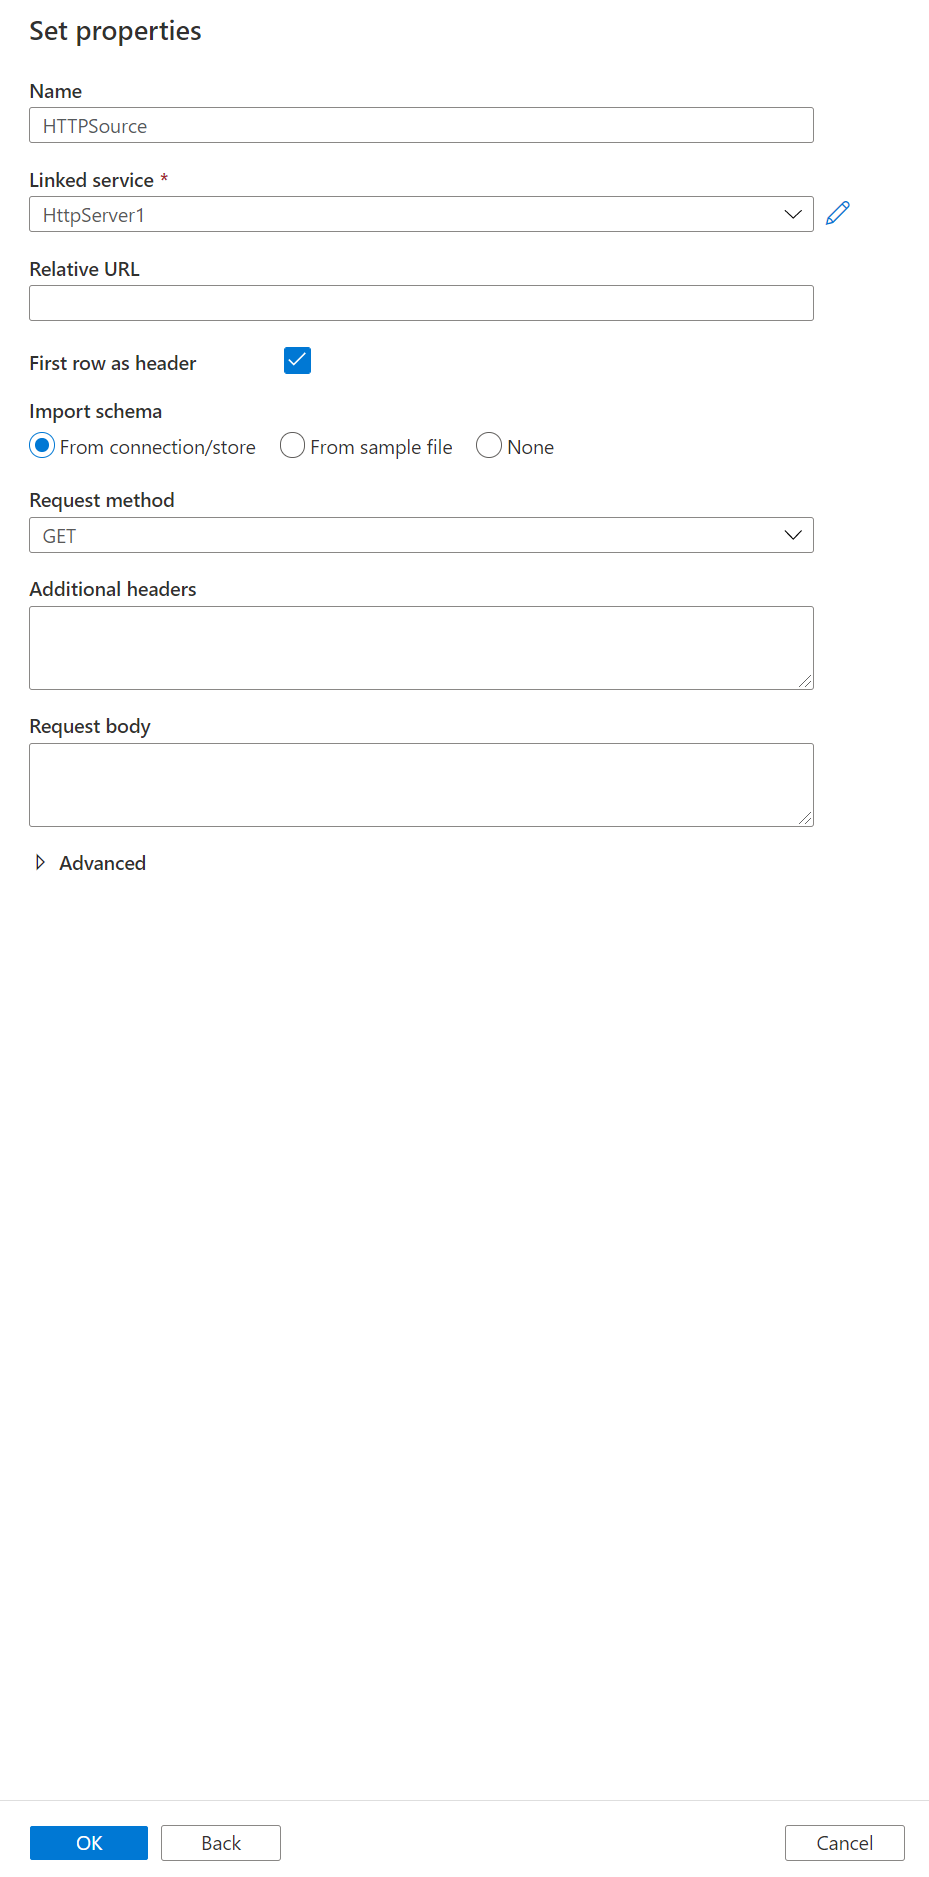 Set properties
Name
HTTPSource
Linked service *
HttpServer1
Relative URL
First row as header
Import schema
From connection/store From sample file None
Request method
GET
Additional headers
Request body
Advanced
OK Back Cancel